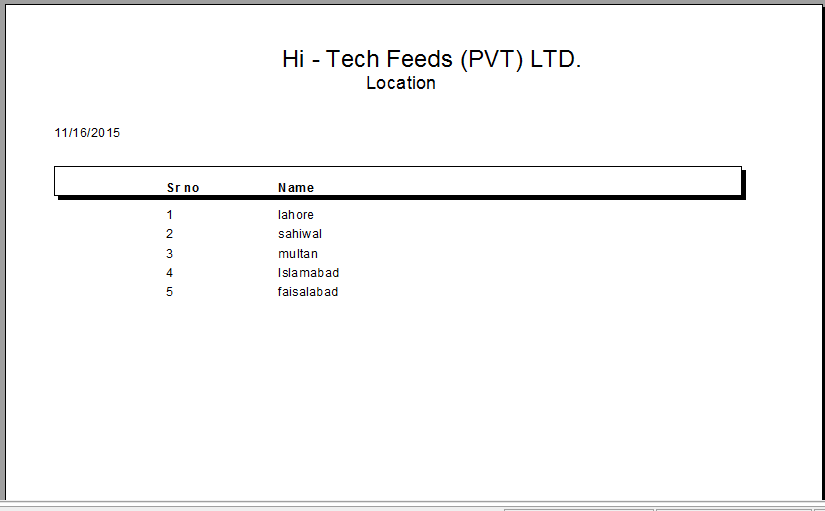 Hi - Tech Feeds (PVT) LTD.
Location
11/16/2015
Sr no Name
1 lahore
2 sahiwal
3 multan
4 Islamabad
5 faisalabad